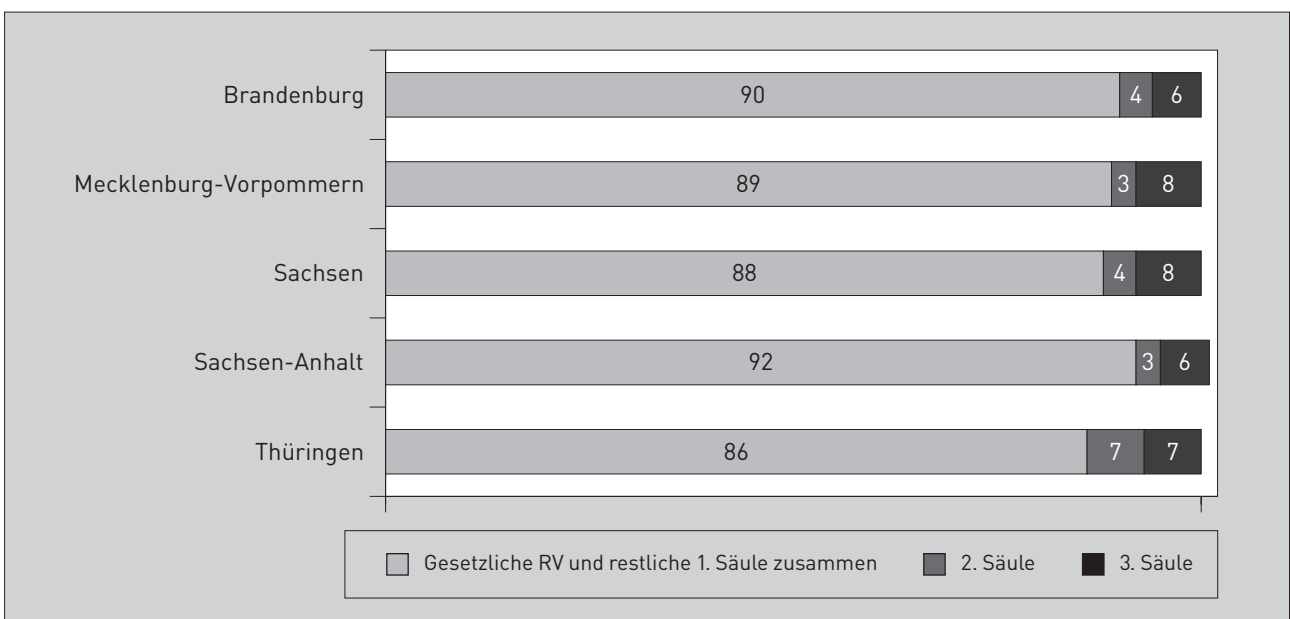 Brandenburg 90 4 6
Mecklenburg-Vorpommern 89 3 8
Sachsen 88 4 8
Sachsen-Anhalt 92 3 6
Thüringen 86 7 7
Gesetzliche RV und restliche 1. Säule zusammen 2. Säule 3. Säule